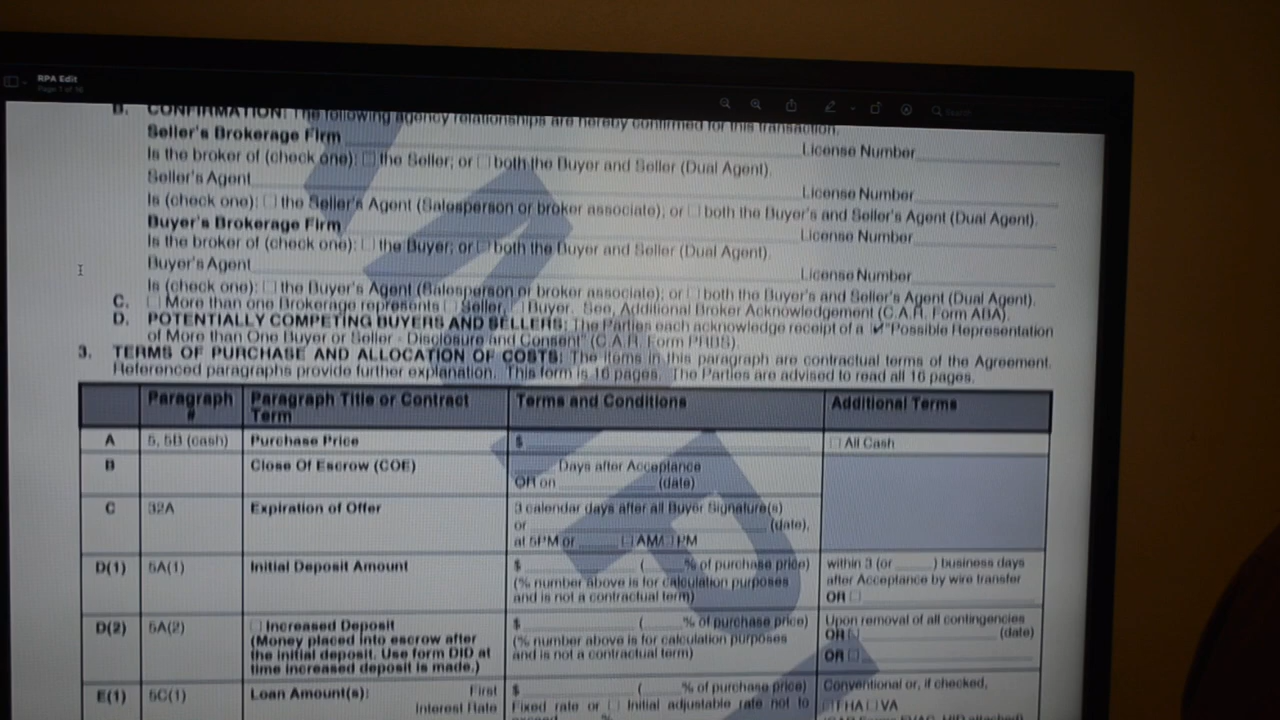 RPA Edit
Page 1 of 16
Search
B. CONFIRMATION: The following agency relationships are hereby confirmed for this transaction.
Seller's Brokerage Firm License Number
Is the broker of (check one): ☐ the Seller; or ☐ both the Buyer and Seller (Dual Agent).
Seller's Agent License Number
Is (check one): ☐ the Seller's Agent (Salesperson or broker associate); or ☐ both the Buyer's and Seller's Agent (Dual Agent).
Buyer's Brokerage Firm License Number
Is the broker of (check one): ☐ the Buyer; or ☐ both the Buyer and Seller (Dual Agent).
Buyer's Agent License Number
Is (check one): ☐ the Buyer's Agent (Salesperson or broker associate); or ☐ both the Buyer's and Seller's Agent (Dual Agent).
C. ☐ More than one Brokerage represents ☐ Seller, ☐ Buyer. See, Additional Broker Acknowledgement (C.A.R. Form ABA).
D. POTENTIALLY COMPETING BUYERS AND SELLERS: The Parties each acknowledge receipt of a ☑ "Possible Representation
of More than One Buyer or Seller - Disclosure and Consent" (C.A.R. Form PRBS).
3. TERMS OF PURCHASE AND ALLOCATION OF COSTS: The items in this paragraph are contractual terms of the Agreement.
Referenced paragraphs provide further explanation. This form is 16 pages. The Parties are advised to read all 16 pages.
Paragraph # Paragraph Title or Contract Term Terms and Conditions Additional Terms
A 5, 5B (cash) Purchase Price $ ☐ All Cash
B Close Of Escrow (COE) Days after Acceptance
OR on (date)
C 32A Expiration of Offer 3 calendar days after all Buyer Signature(s)
or (date),
at 5PM or ☐ AM/☐ PM
D(1) 5A(1) Initial Deposit Amount $ ( % of purchase price) within 3 (or ) business days
(% number above is for calculation purposes after Acceptance by wire transfer
and is not a contractual term) OR ☐
D(2) 5A(2) ☐ Increased Deposit $ ( % of purchase price) Upon removal of all contingencies
(Money placed into escrow after (% number above is for calculation purposes OR ☐ (date)
the initial deposit. Use form DID at and is not a contractual term) OR ☐
time increased deposit is made.)
E(1) 5C(1) Loan Amount(s): First $ ( % of purchase price) Conventional or, if checked,
Interest Rate Fixed rate or ☐ Initial adjustable rate not to ☐ FHA ☐ VA